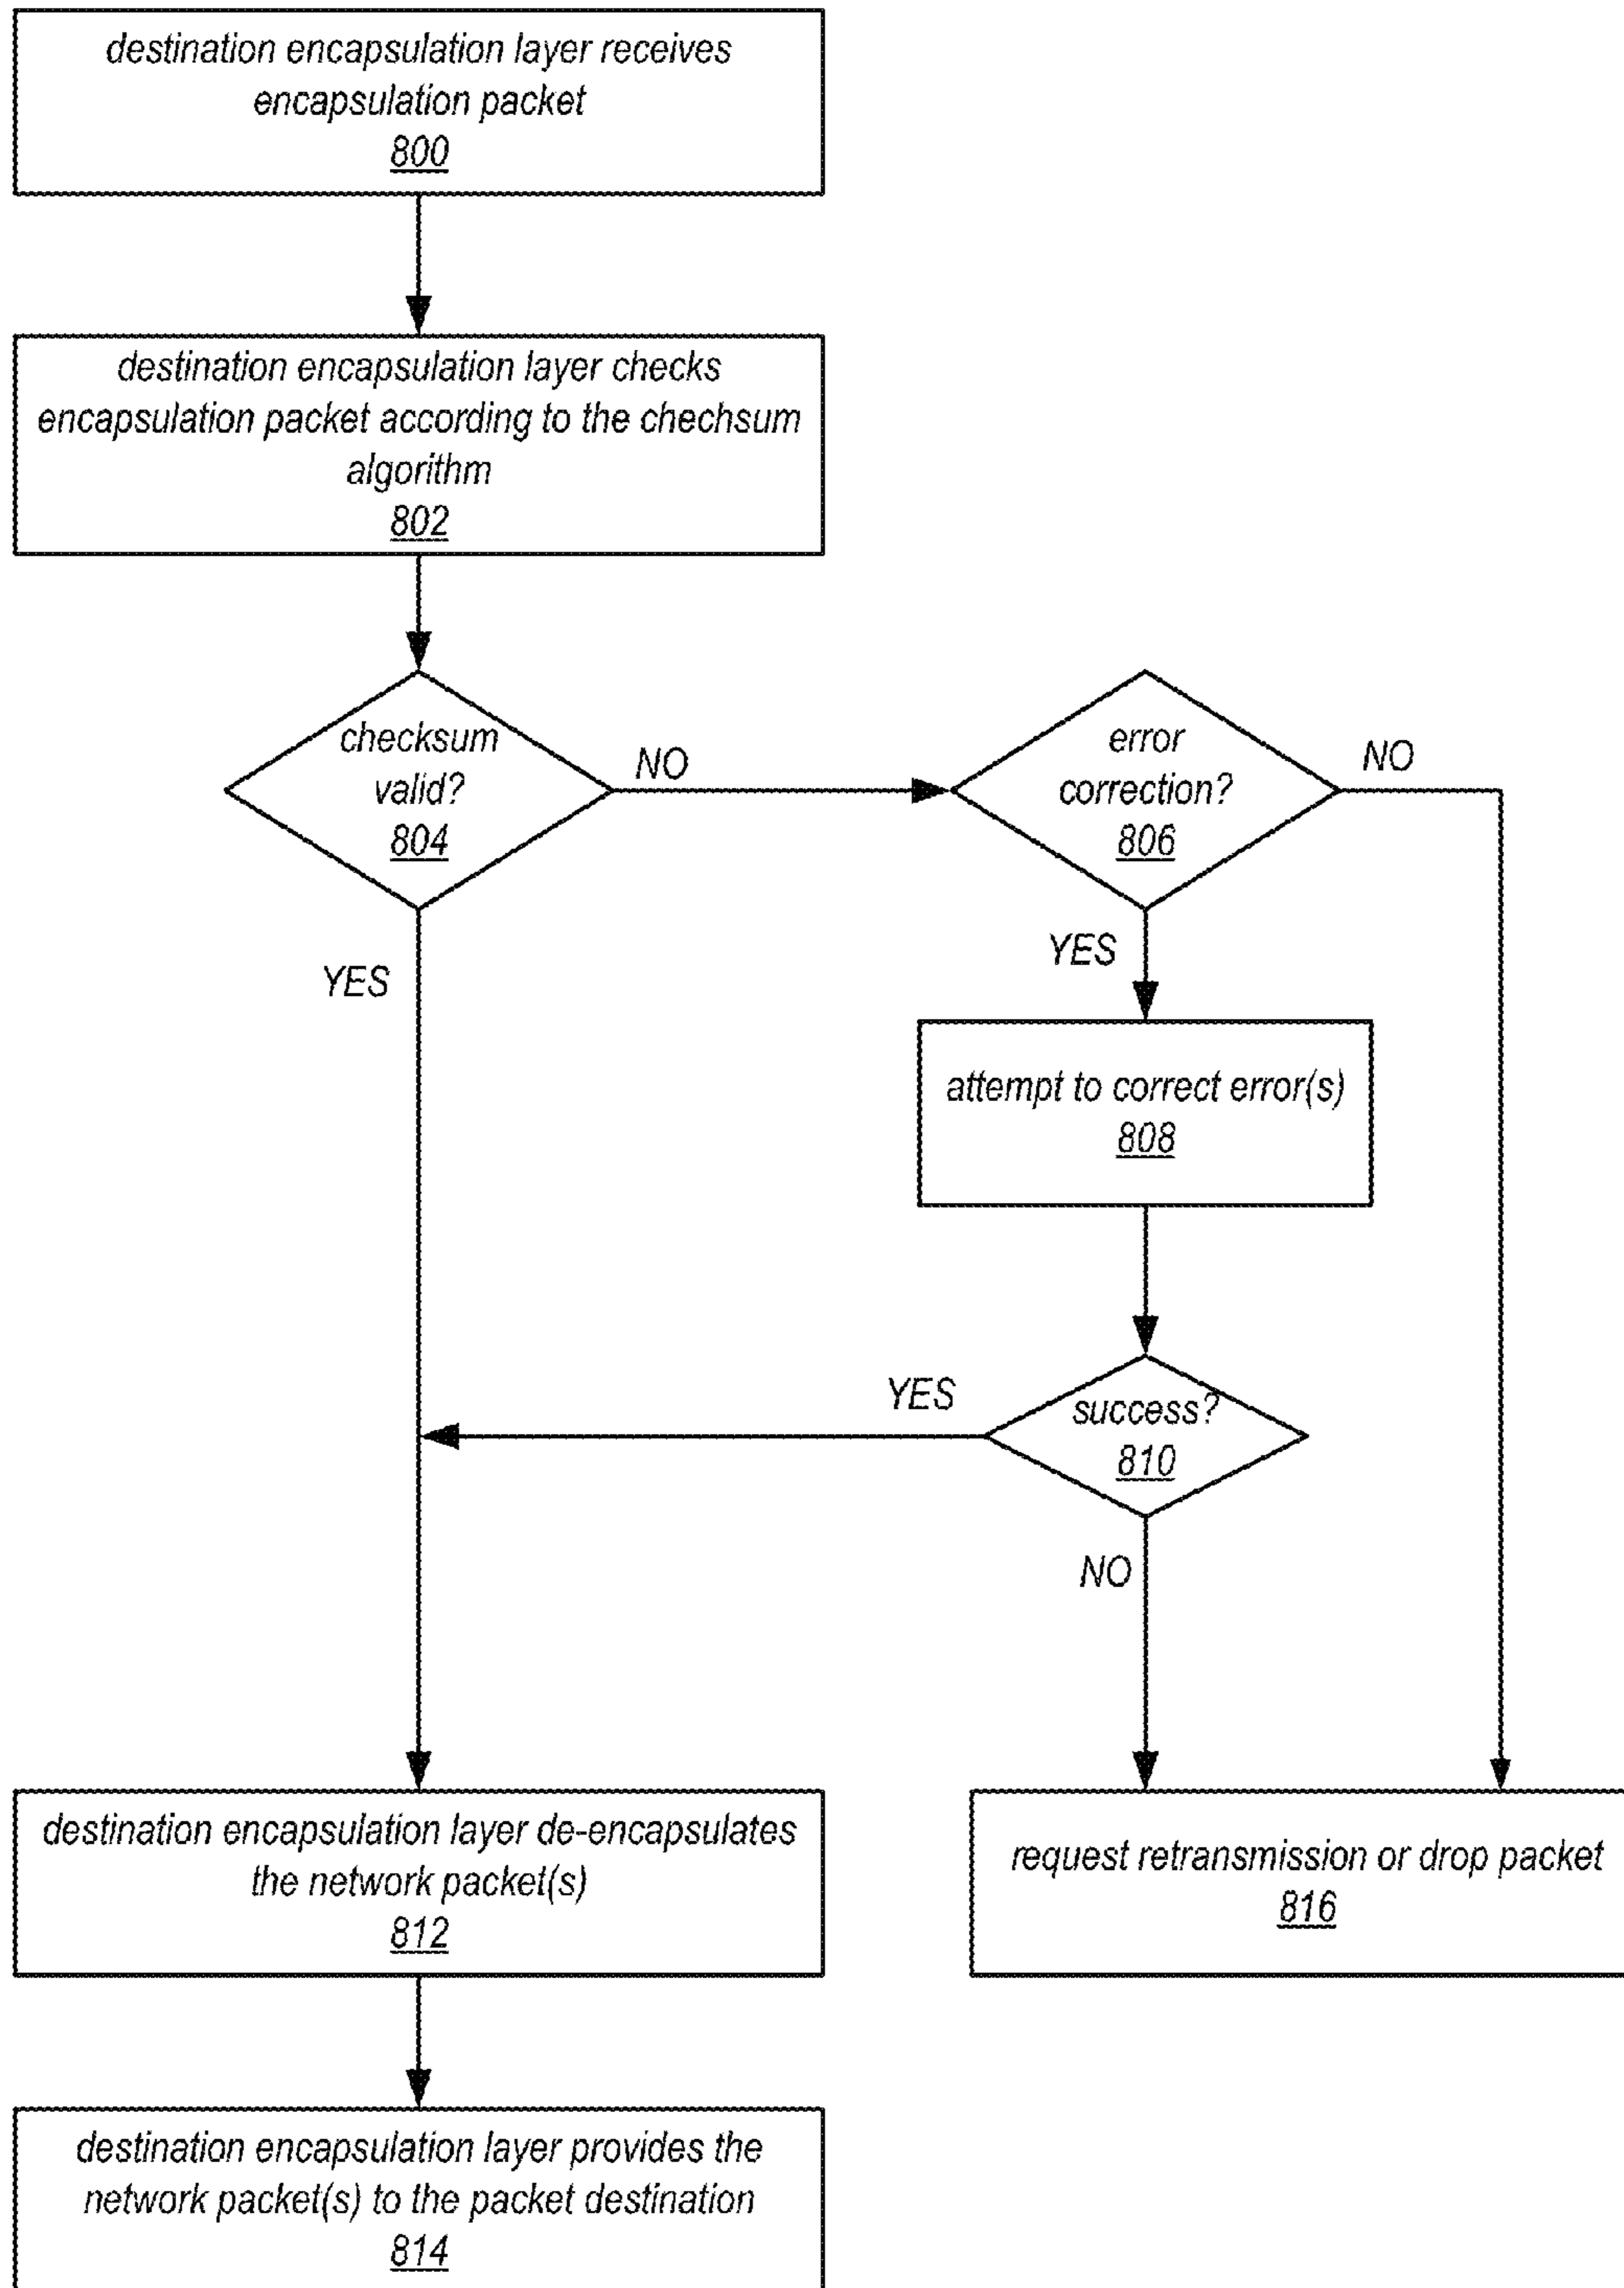 destination encapsulation layer receives
encapsulation packet
800
destination encapsulation layer checks
encapsulation packet according to the chechsum
algorithm
802
checksum
valid?
804
NO
error
correction?
806
NO
YES
YES
attempt to correct error(s)
808
YES
success?
810
NO
destination encapsulation layer de-encapsulates
the network packet(s)
812
request retransmission or drop packet
816
destination encapsulation layer provides the
network packet(s) to the packet destination
814